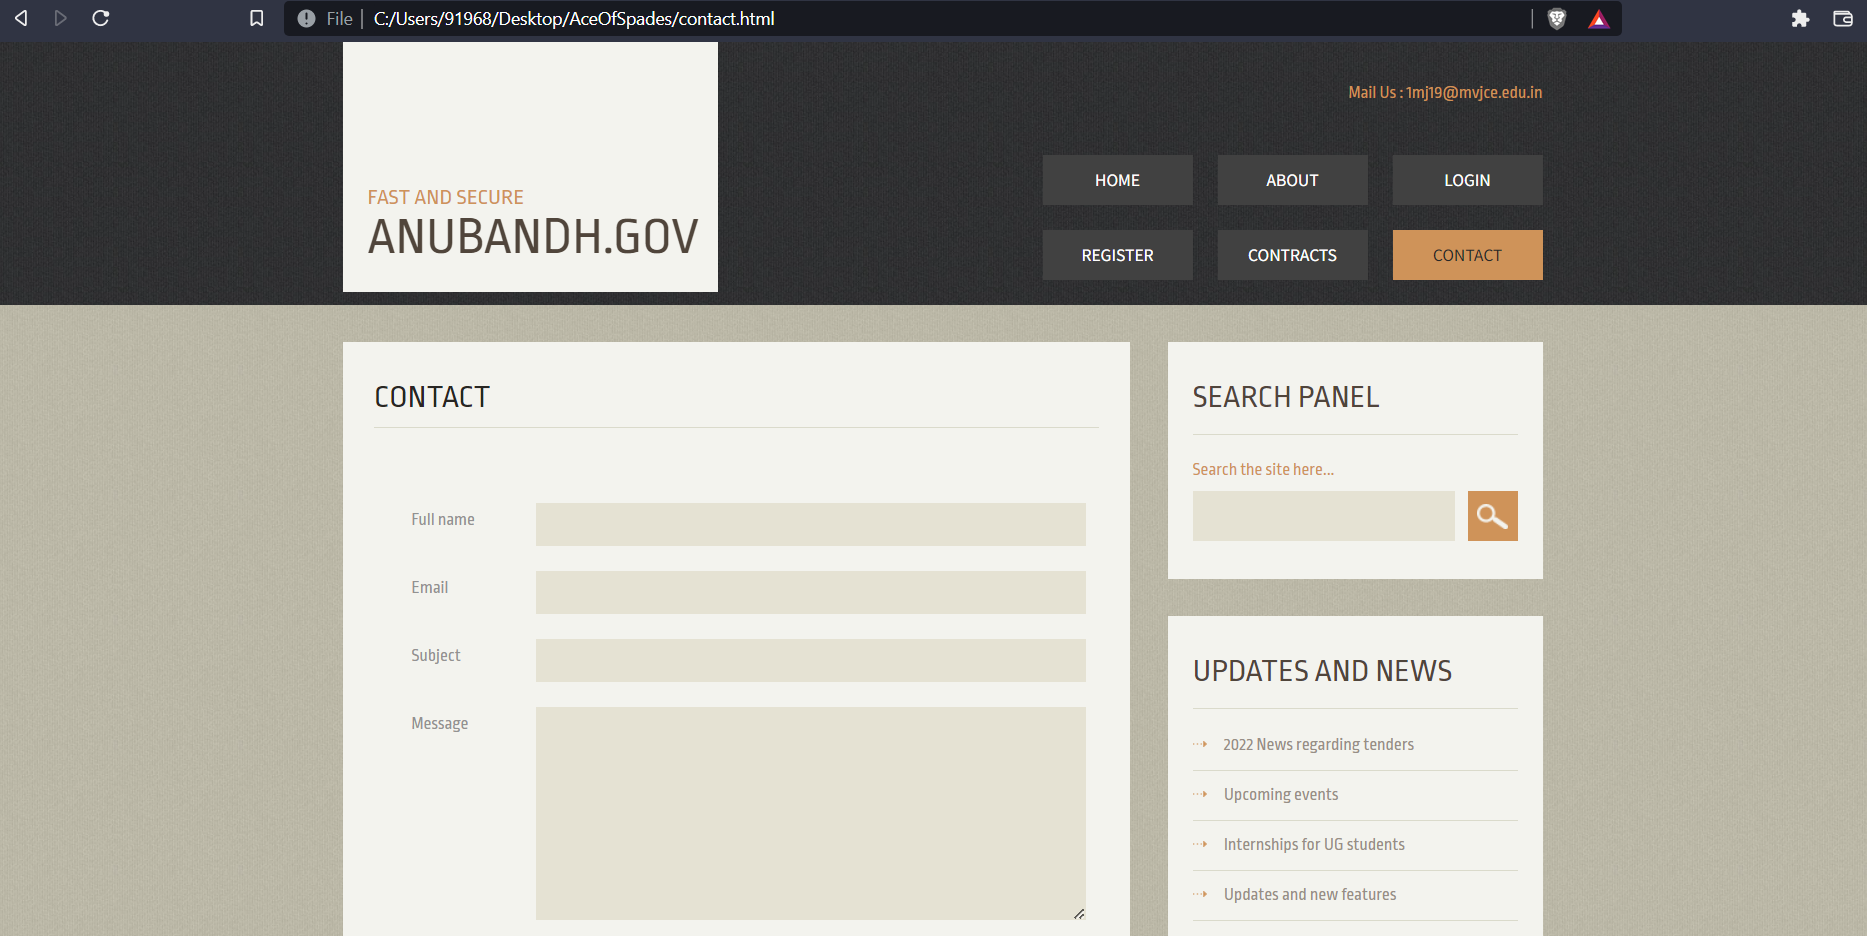 File | C:/Users/91968/Desktop/AceOfSpades/contact.html
Mail Us : 1mj19@mvjce.edu.in
FAST AND SECURE
ANUBANDH.GOV
HOME ABOUT LOGIN
REGISTER CONTRACTS CONTACT
CONTACT
Full name
Email
Subject
Message
SEARCH PANEL
Search the site here...
UPDATES AND NEWS
2022 News regarding tenders
Upcoming events
Internships for UG students
Updates and new features